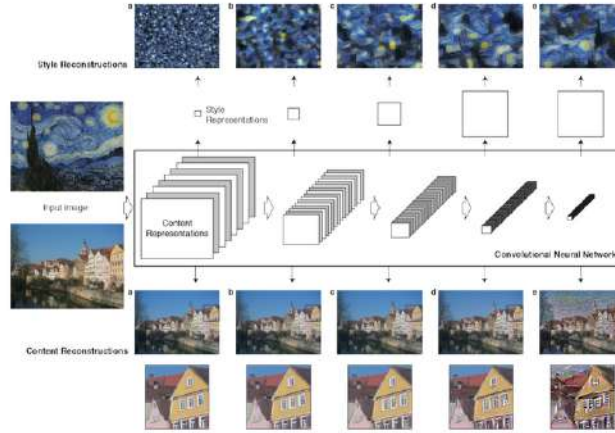 a b c d e
Style Reconstructions
Style
Representations
Input image
Content
Representations
Convolutional Neural Network
a b c d e
Content Reconstructions